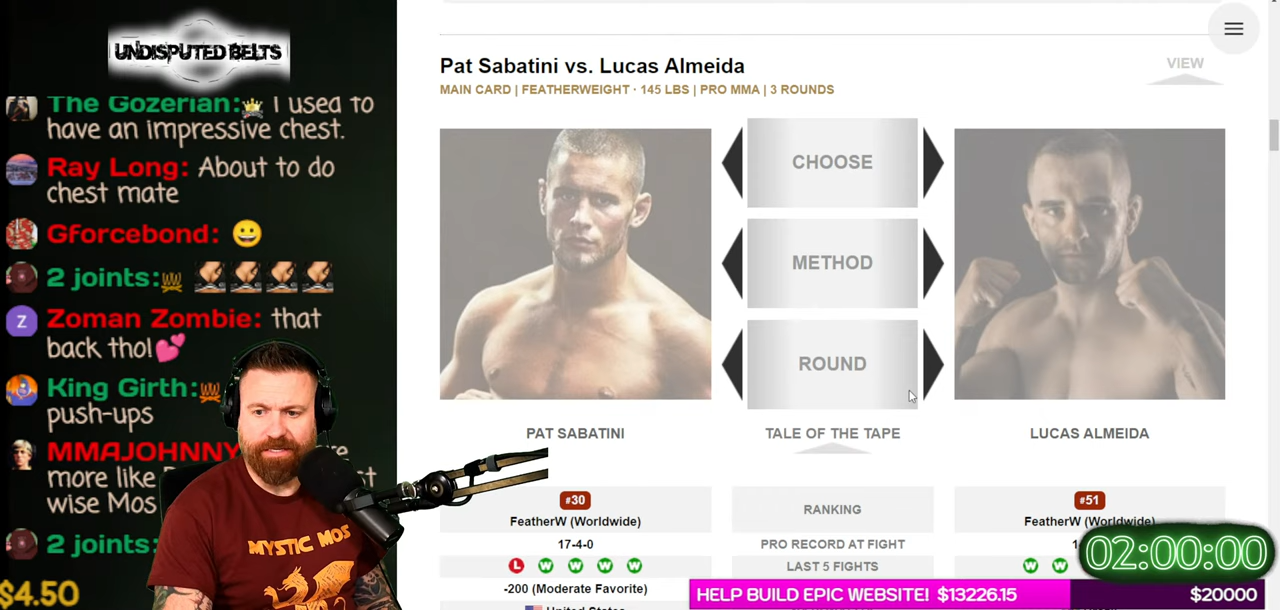 UNDISPUTED BELTS
The Gozerian: I used to
have an impressive chest.
Ray Long: About to do
chest mate
Gforcebond:
2 joints:
Z
Zoman Zombie: that
back tho!
King Girth:
push-ups
MMAJOHNNY
more like
wise Mos
2 joints:
$4.50
MYSTIC MOS
Pat Sabatini vs. Lucas Almeida
MAIN CARD | FEATHERWEIGHT · 145 LBS | PRO MMA | 3 ROUNDS
VIEW
CHOOSE
METHOD
ROUND
PAT SABATINI
TALE OF THE TAPE
LUCAS ALMEIDA
#30
FeatherW (Worldwide)
RANKING
#51
FeatherW (Worldwide)
17-4-0
PRO RECORD AT FIGHT
L W W W W
LAST 5 FIGHTS
W W
-200 (Moderate Favorite)
United States
02:00:00
HELP BUILD EPIC WEBSITE! $13226.15
$20000